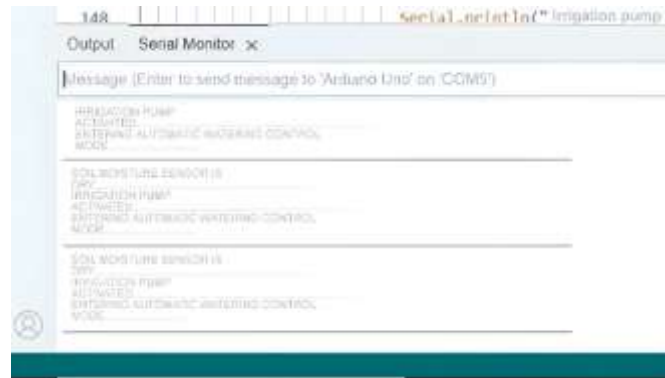 148 Serial.println(" Irrigation pump
Output Serial Monitor ×
Message (Enter to send message to 'Arduino Uno' on 'COM5')
IRRIGATION PUMP
ACTIVATED
ENTERING AUTOMATIC WATERING CONTROL
MODE
SOIL MOISTURE SENSOR IS
DRY
IRRIGATION PUMP
ACTIVATED
ENTERING AUTOMATIC WATERING CONTROL
MODE
SOIL MOISTURE SENSOR IS
DRY
IRRIGATION PUMP
ACTIVATED
ENTERING AUTOMATIC WATERING CONTROL
MODE